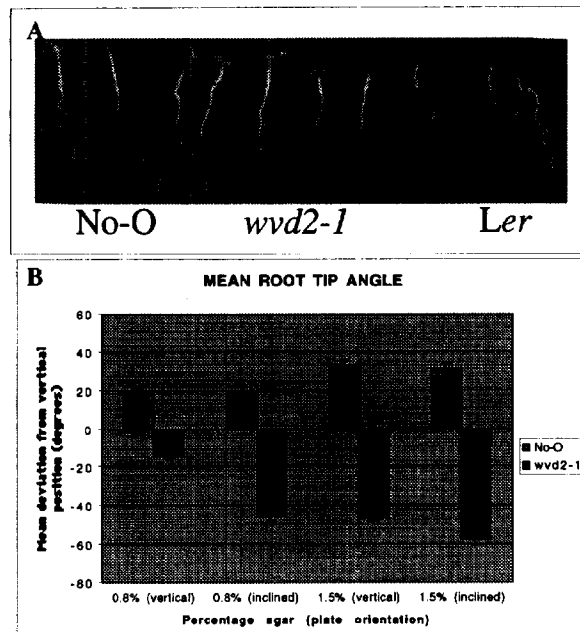 A
No-O wvd2-1 Ler
B MEAN ROOT TIP ANGLE
Mean deviation from vertical
position (degrees)
60
40
20
0
-20
-40
-60
-80
0.8% (vertical) 0.8% (inclined) 1.5% (vertical) 1.5% (inclined)
Percentage agar (plate orientation)
No-O
wvd2-1